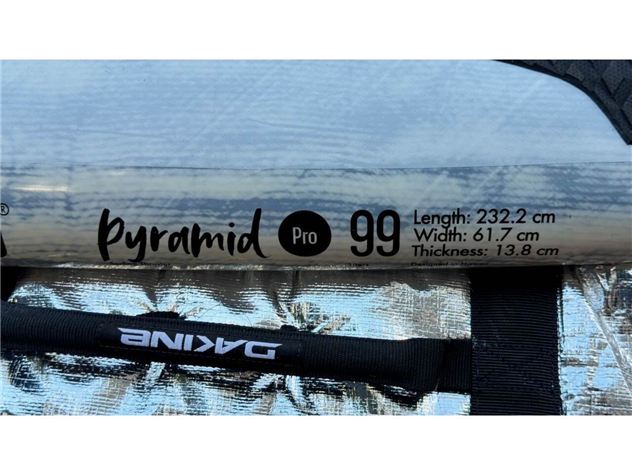 ®
Pyramid Pro 99
Length: 232.2 cm
Width: 61.7 cm
Thickness: 13.8 cm
DAKINE